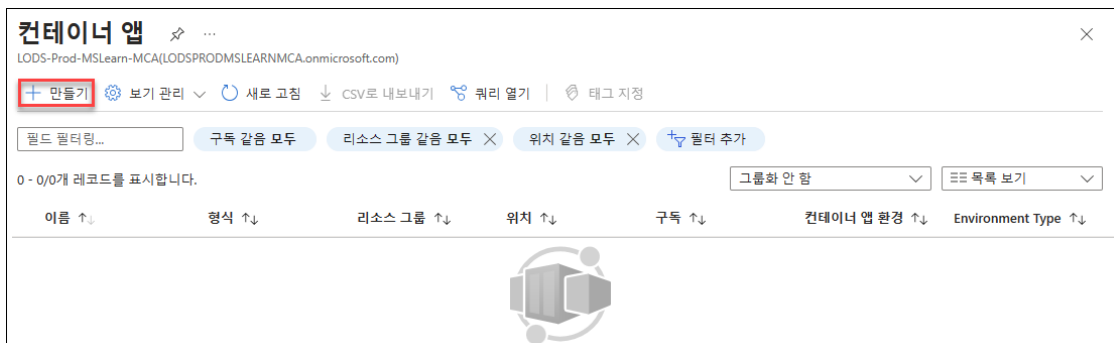 컨테이너 앱
LODS-Prod-MSLearn-MCA(LODSPRODMSLEARNMCA.onmicrosoft.com)
만들기 보기 관리 새로 고침 CSV로 내보내기 쿼리 열기 태그 지정
필드 필터링... 구독 같음 모두 리소스 그룹 같음 모두 위치 같음 모두 필터 추가
0 - 0/0개 레코드를 표시합니다. 그룹화 안 함 목록 보기
이름 형식 리소스 그룹 위치 구독 컨테이너 앱 환경 Environment Type